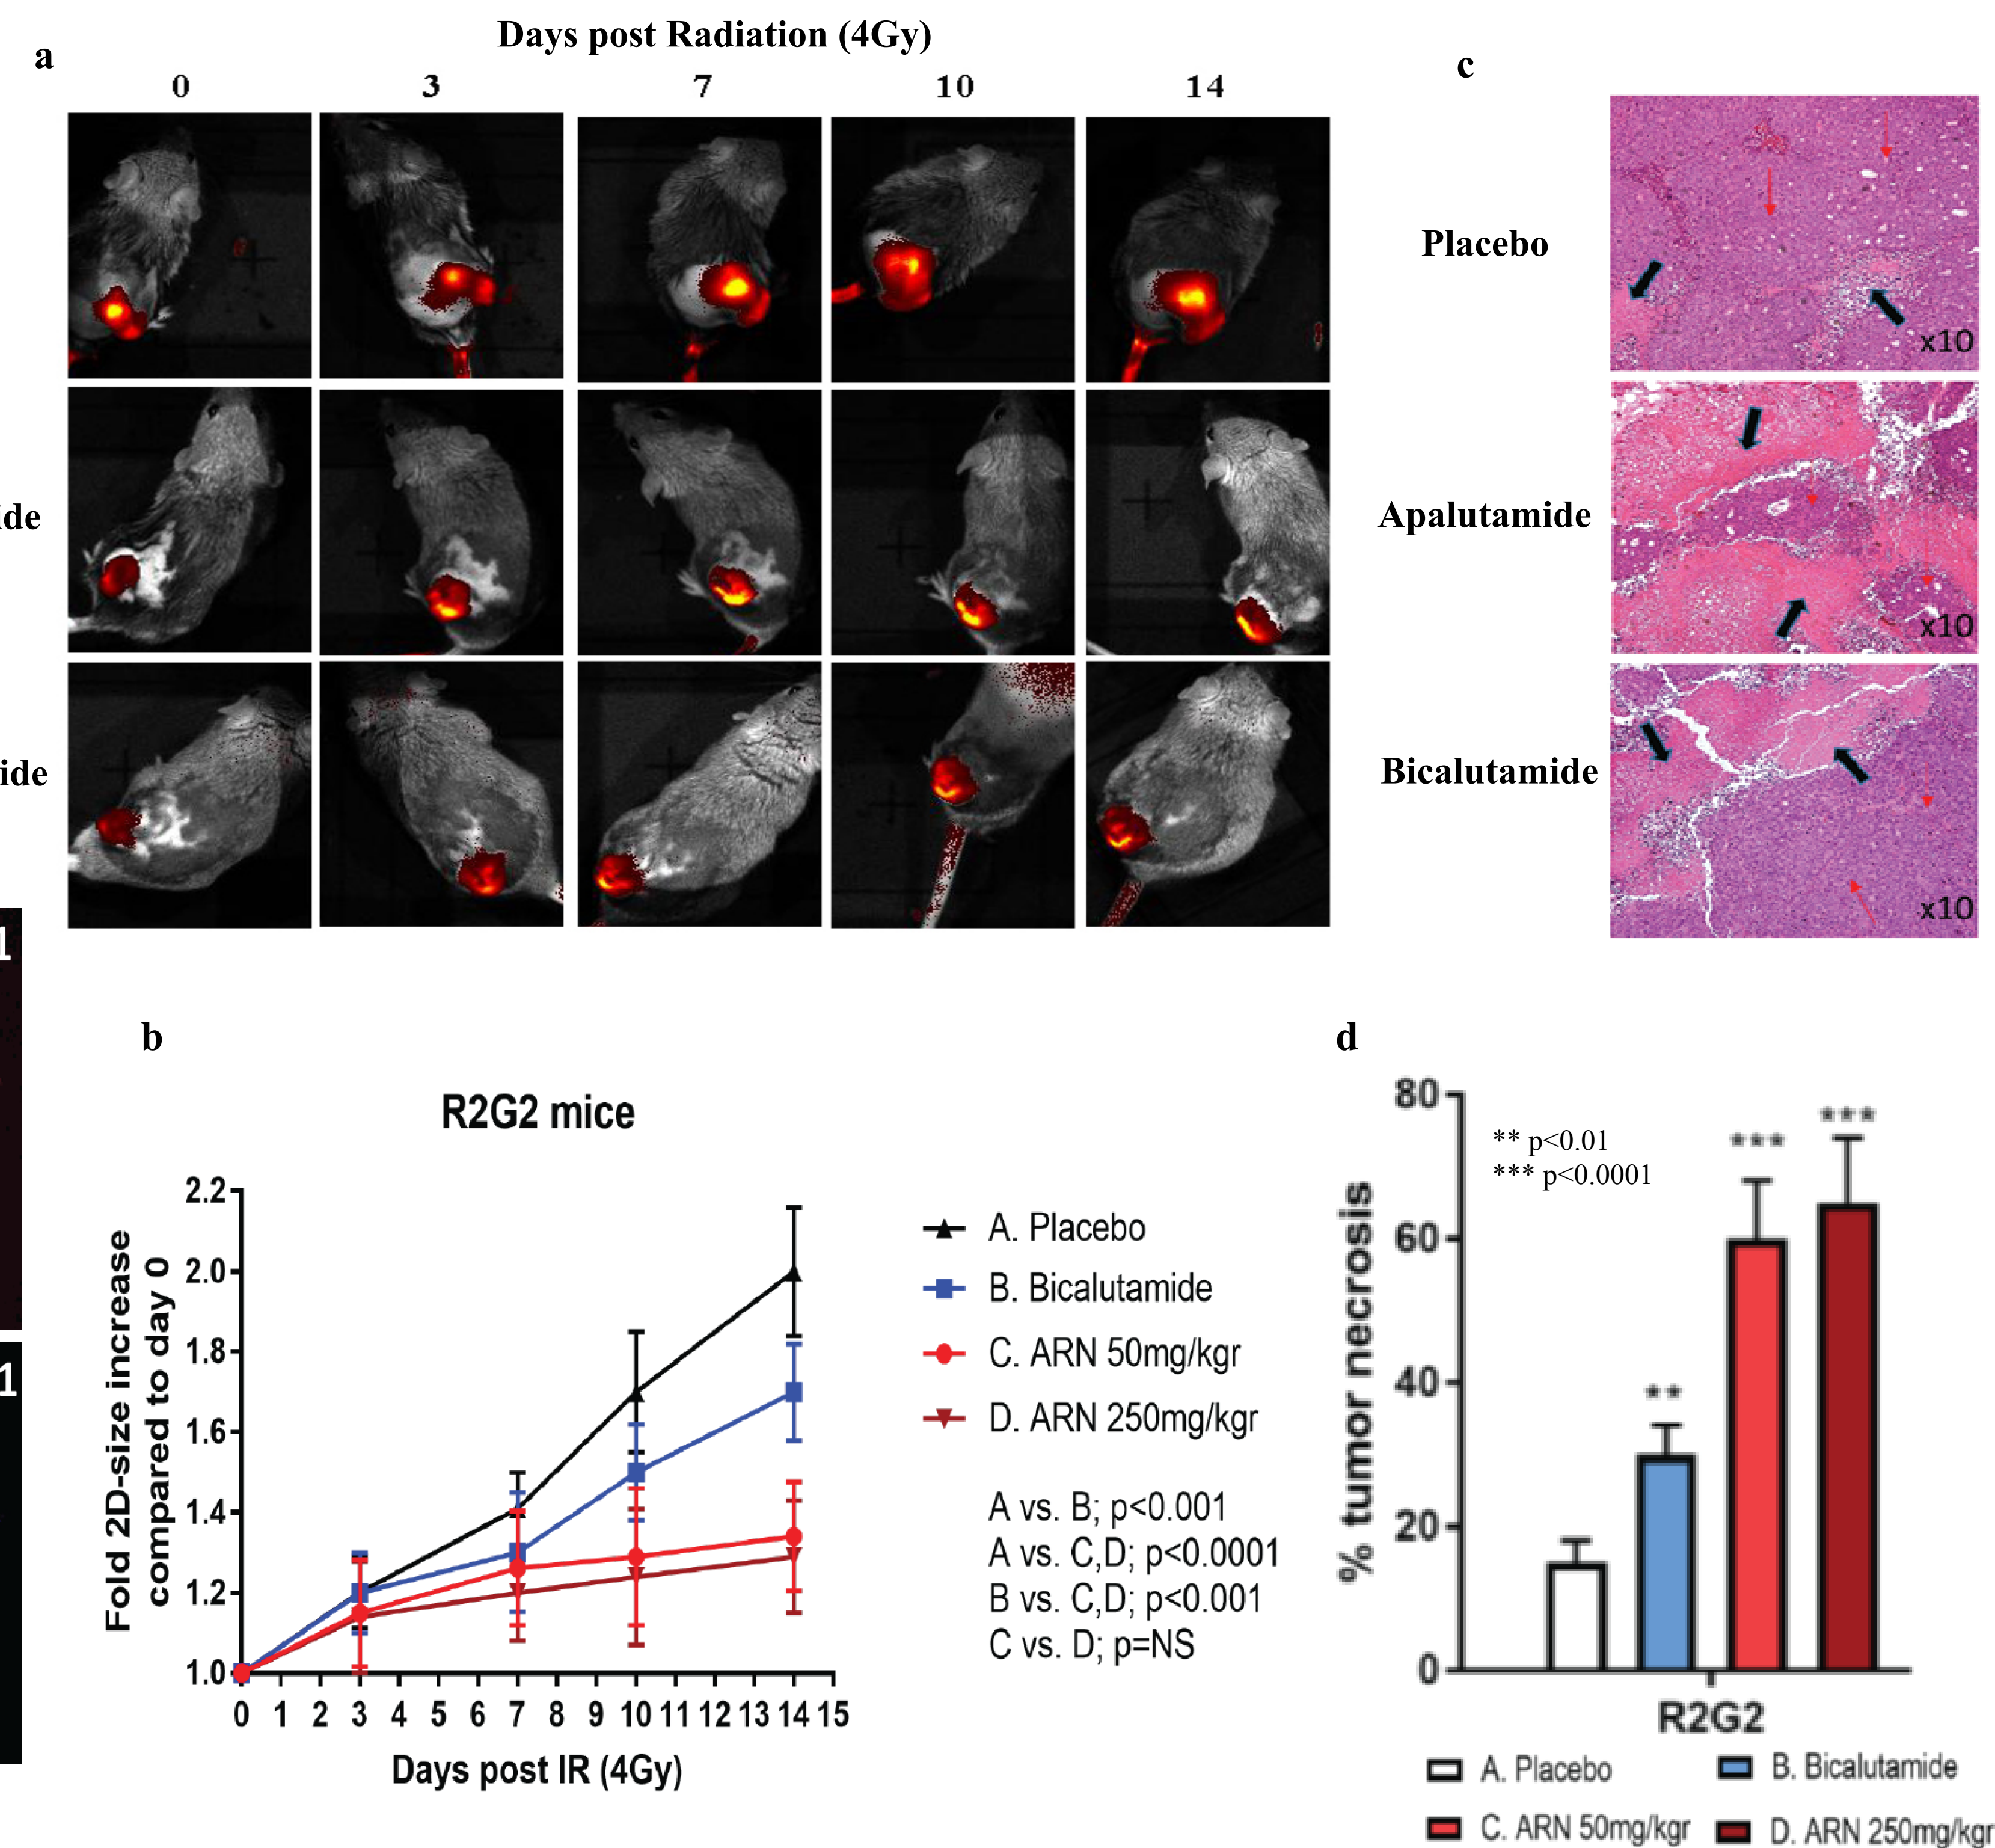 a
Days post Radiation (4Gy)
0 3 7 10 14
ide
ide
1
1
c
Placebo
x10
Apalutamide
x10
Bicalutamide
x10
b
R2G2 mice
Fold 2D-size increase
compared to day 0
2.2
2.0
1.8
1.6
1.4
1.2
1.0
0 1 2 3 4 5 6 7 8 9 10 11 12 13 14 15
Days post IR (4Gy)
A. Placebo
B. Bicalutamide
C. ARN 50mg/kgr
D. ARN 250mg/kgr
A vs. B; p<0.001
A vs. C,D; p<0.0001
B vs. C,D; p<0.001
C vs. D; p=NS
d
% tumor necrosis
80
60
40
20
0
** p<0.01
*** p<0.0001
**
***
***
R2G2
A. Placebo
B. Bicalutamide
C. ARN 50mg/kgr
D. ARN 250mg/kgr